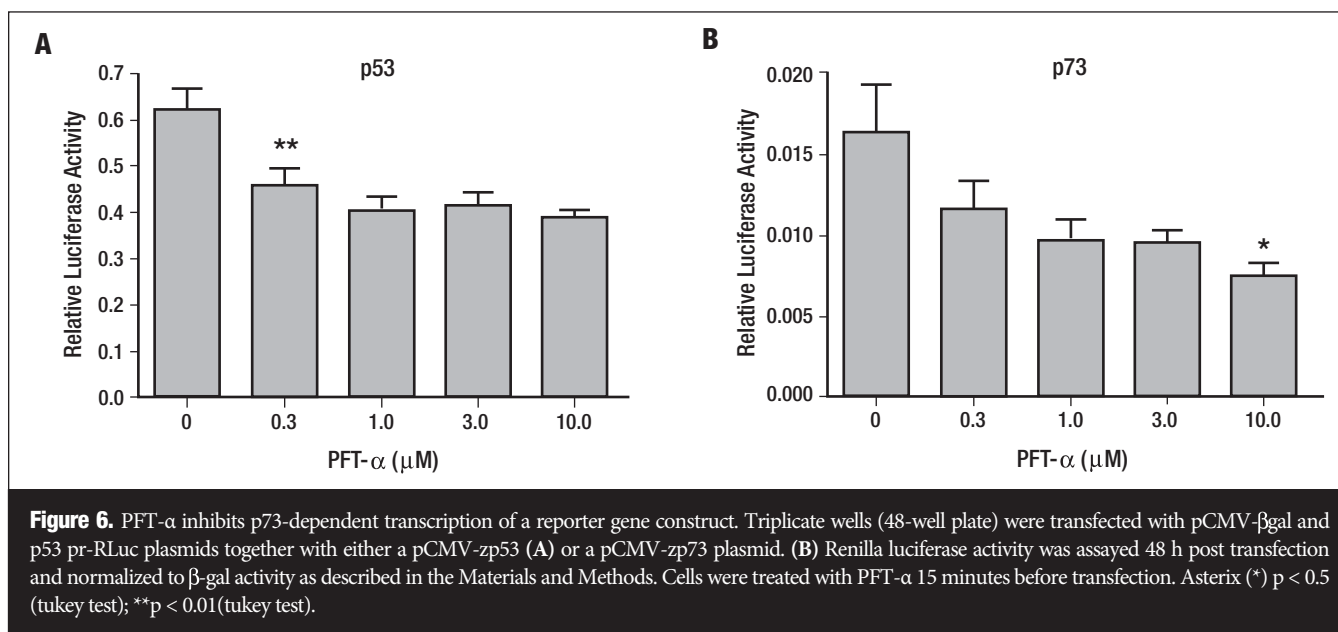 A
p53
Relative Luciferase Activity
0.7
0.6
0.5
0.4
0.3
0.2
0.1
0.0
**
0 0.3 1.0 3.0 10.0
PFT-α (μM)
B
p73
Relative Luciferase Activity
0.020
0.015
0.010
0.005
0.000
*
0 0.3 1.0 3.0 10.0
PFT-α (μM)
Figure 6. PFT-α inhibits p73-dependent transcription of a reporter gene construct. Triplicate wells (48-well plate) were transfected with pCMV-βgal and
p53 pr-RLuc plasmids together with either a pCMV-zp53 (A) or a pCMV-zp73 plasmid. (B) Renilla luciferase activity was assayed 48 h post transfection
and normalized to β-gal activity as described in the Materials and Methods. Cells were treated with PFT-α 15 minutes before transfection. Asterix (*) p < 0.5
(tukey test); **p < 0.01(tukey test).